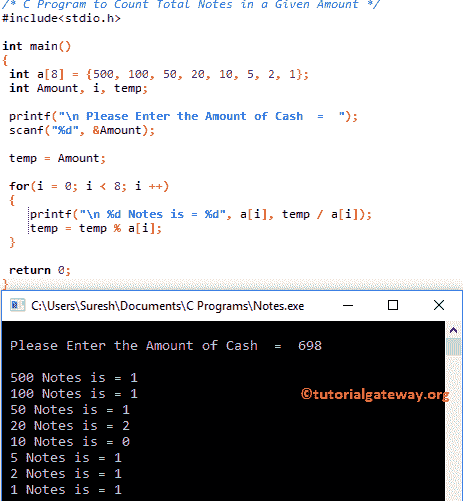 /* C Program to Count Total Notes in a Given Amount */
#include<stdio.h>
int main()
{
int a[8] = {500, 100, 50, 20, 10, 5, 2, 1};
int Amount, i, temp;
printf("\n Please Enter the Amount of Cash  =  ");
scanf("%d", &Amount);
temp = Amount;
for(i = 0; i < 8; i ++)
{
printf("\n %d Notes is = %d", a[i], temp / a[i]);
temp = temp % a[i];
}
return 0;
}
C:\Users\Suresh\Documents\C Programs\Notes.exe
Please Enter the Amount of Cash  =  698
500 Notes is = 1
100 Notes is = 1
©tutorialgateway.org
50 Notes is = 1
20 Notes is = 2
10 Notes is = 0
5 Notes is = 1
2 Notes is = 1
1 Notes is = 1